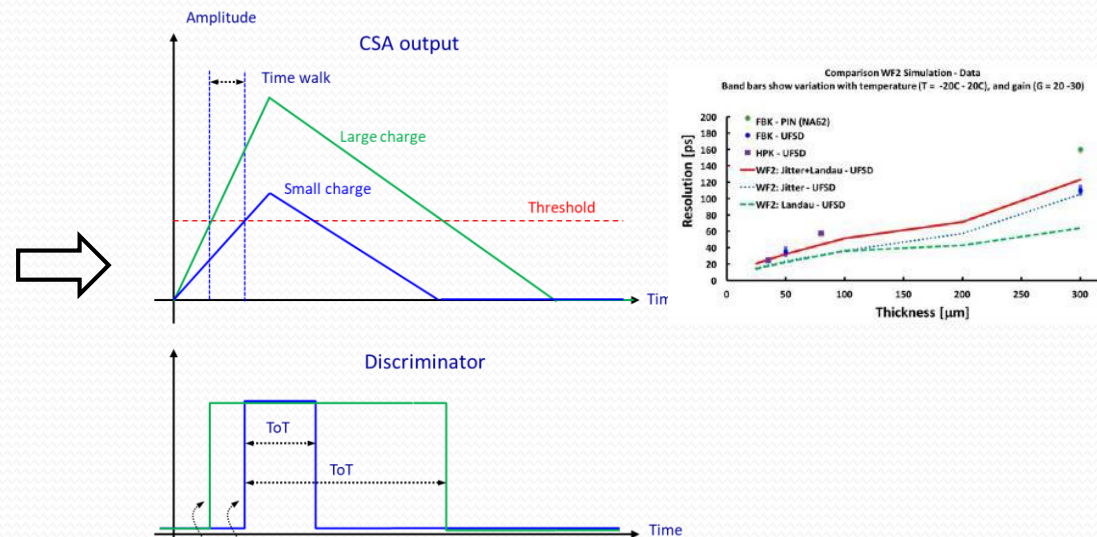 Amplitude
CSA output
Time walk
Large charge
Small charge
Threshold
Tim
Comparison WF2 Simulation - Data
Band bars show variation with temperature (T = -20C - 20C), and gain (G = 20 -30)
Resolution [ps]
200
180
160
140
120
100
80
60
40
20
0
FBK - PIN (NA62)
FBK - UFSD
HPK - UFSD
WF2: Jitter+Landau - UFSD
WF2: Jitter - UFSD
WF2: Landau - UFSD
0 50 100 150 200 250 300
Thickness [μm]
Discriminator
ToT
ToT
Time